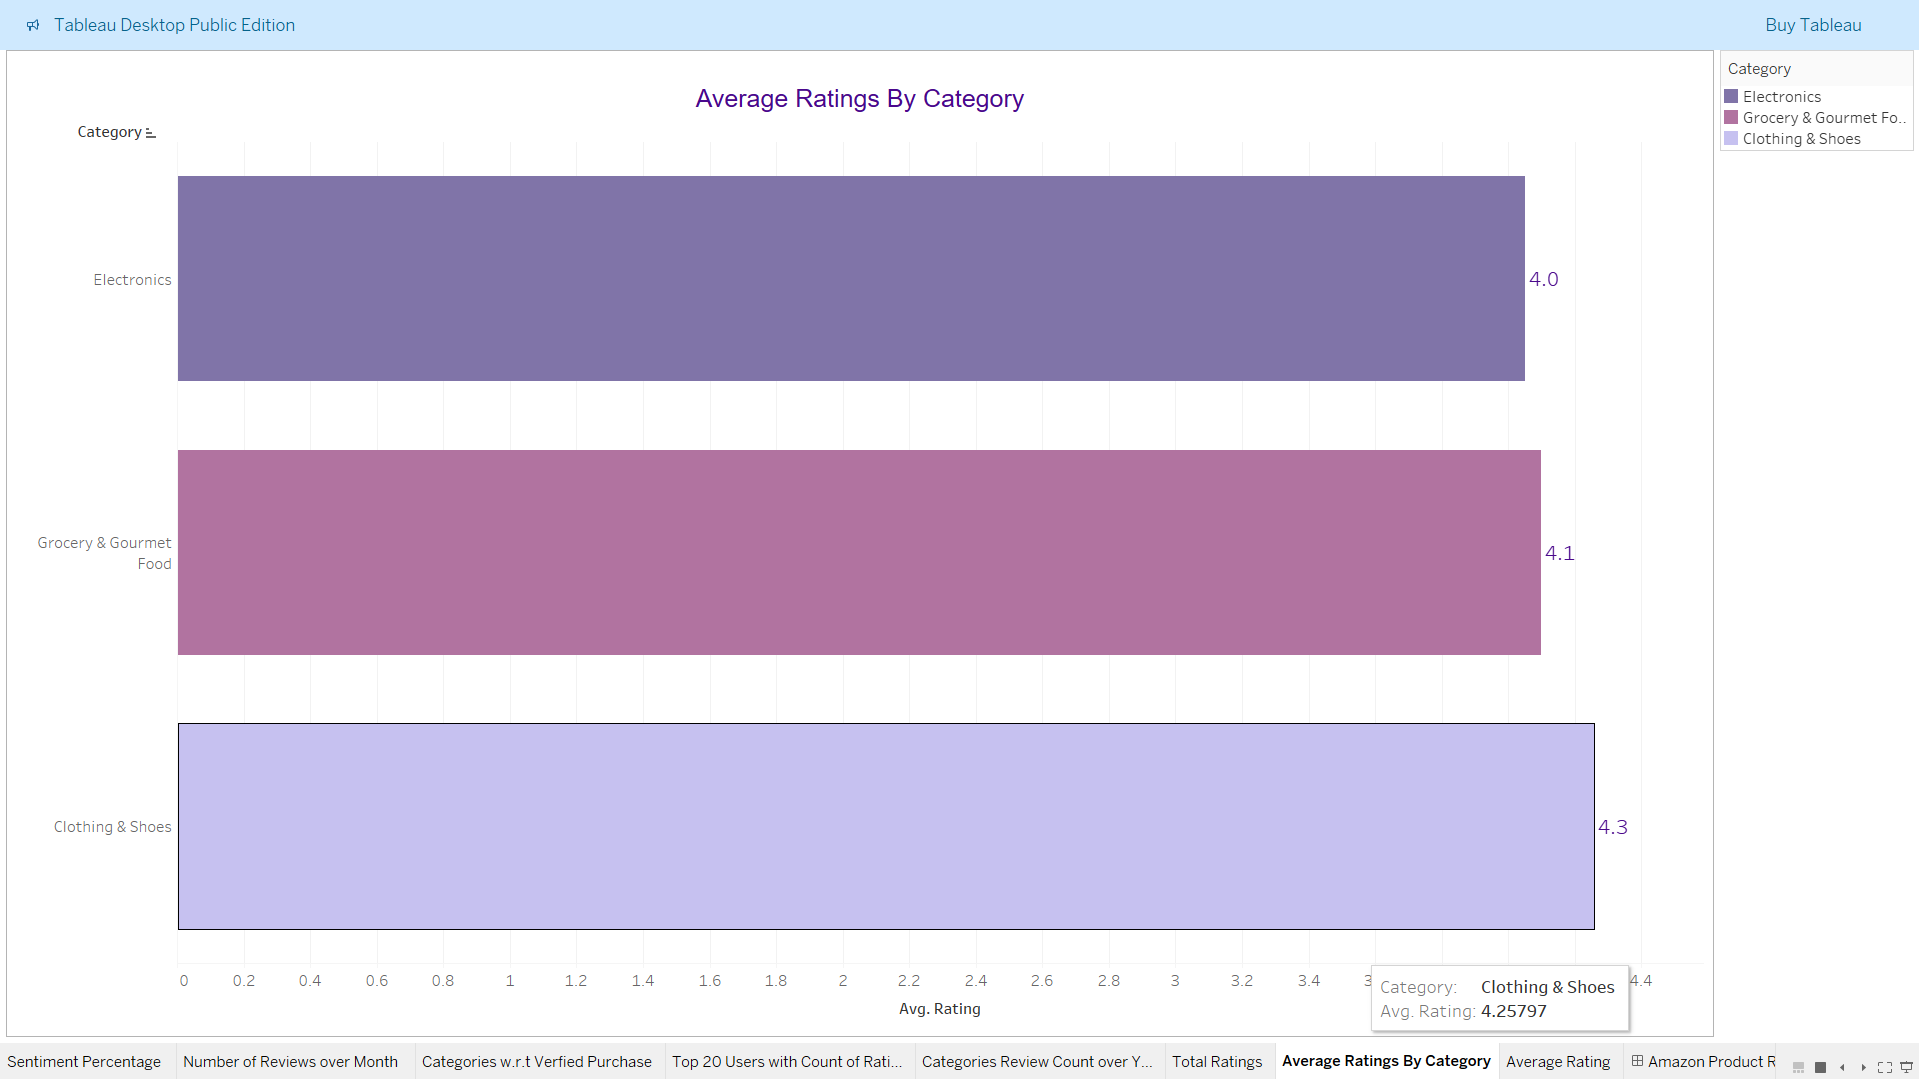 Tableau Desktop Public Edition
Buy Tableau
Average Ratings By Category
Category
Electronics
4.0
Grocery & Gourmet
Food
4.1
Clothing & Shoes
4.3
0 0.2 0.4 0.6 0.8 1 1.2 1.4 1.6 1.8 2 2.2 2.4 2.6 2.8 3 3.2 3.4 4.4
Avg. Rating
Category: Clothing & Shoes
Avg. Rating: 4.25797
Category
Electronics
Grocery & Gourmet Fo..
Clothing & Shoes
Sentiment Percentage Number of Reviews over Month Categories w.r.t Verfied Purchase Top 20 Users with Count of Rati... Categories Review Count over Y... Total Ratings Average Ratings By Category Average Rating Amazon Product R